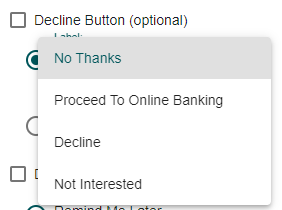 Decline Button (optional)
Label:
No Thanks
Proceed To Online Banking
Decline
Not Interested
Remind Me Later